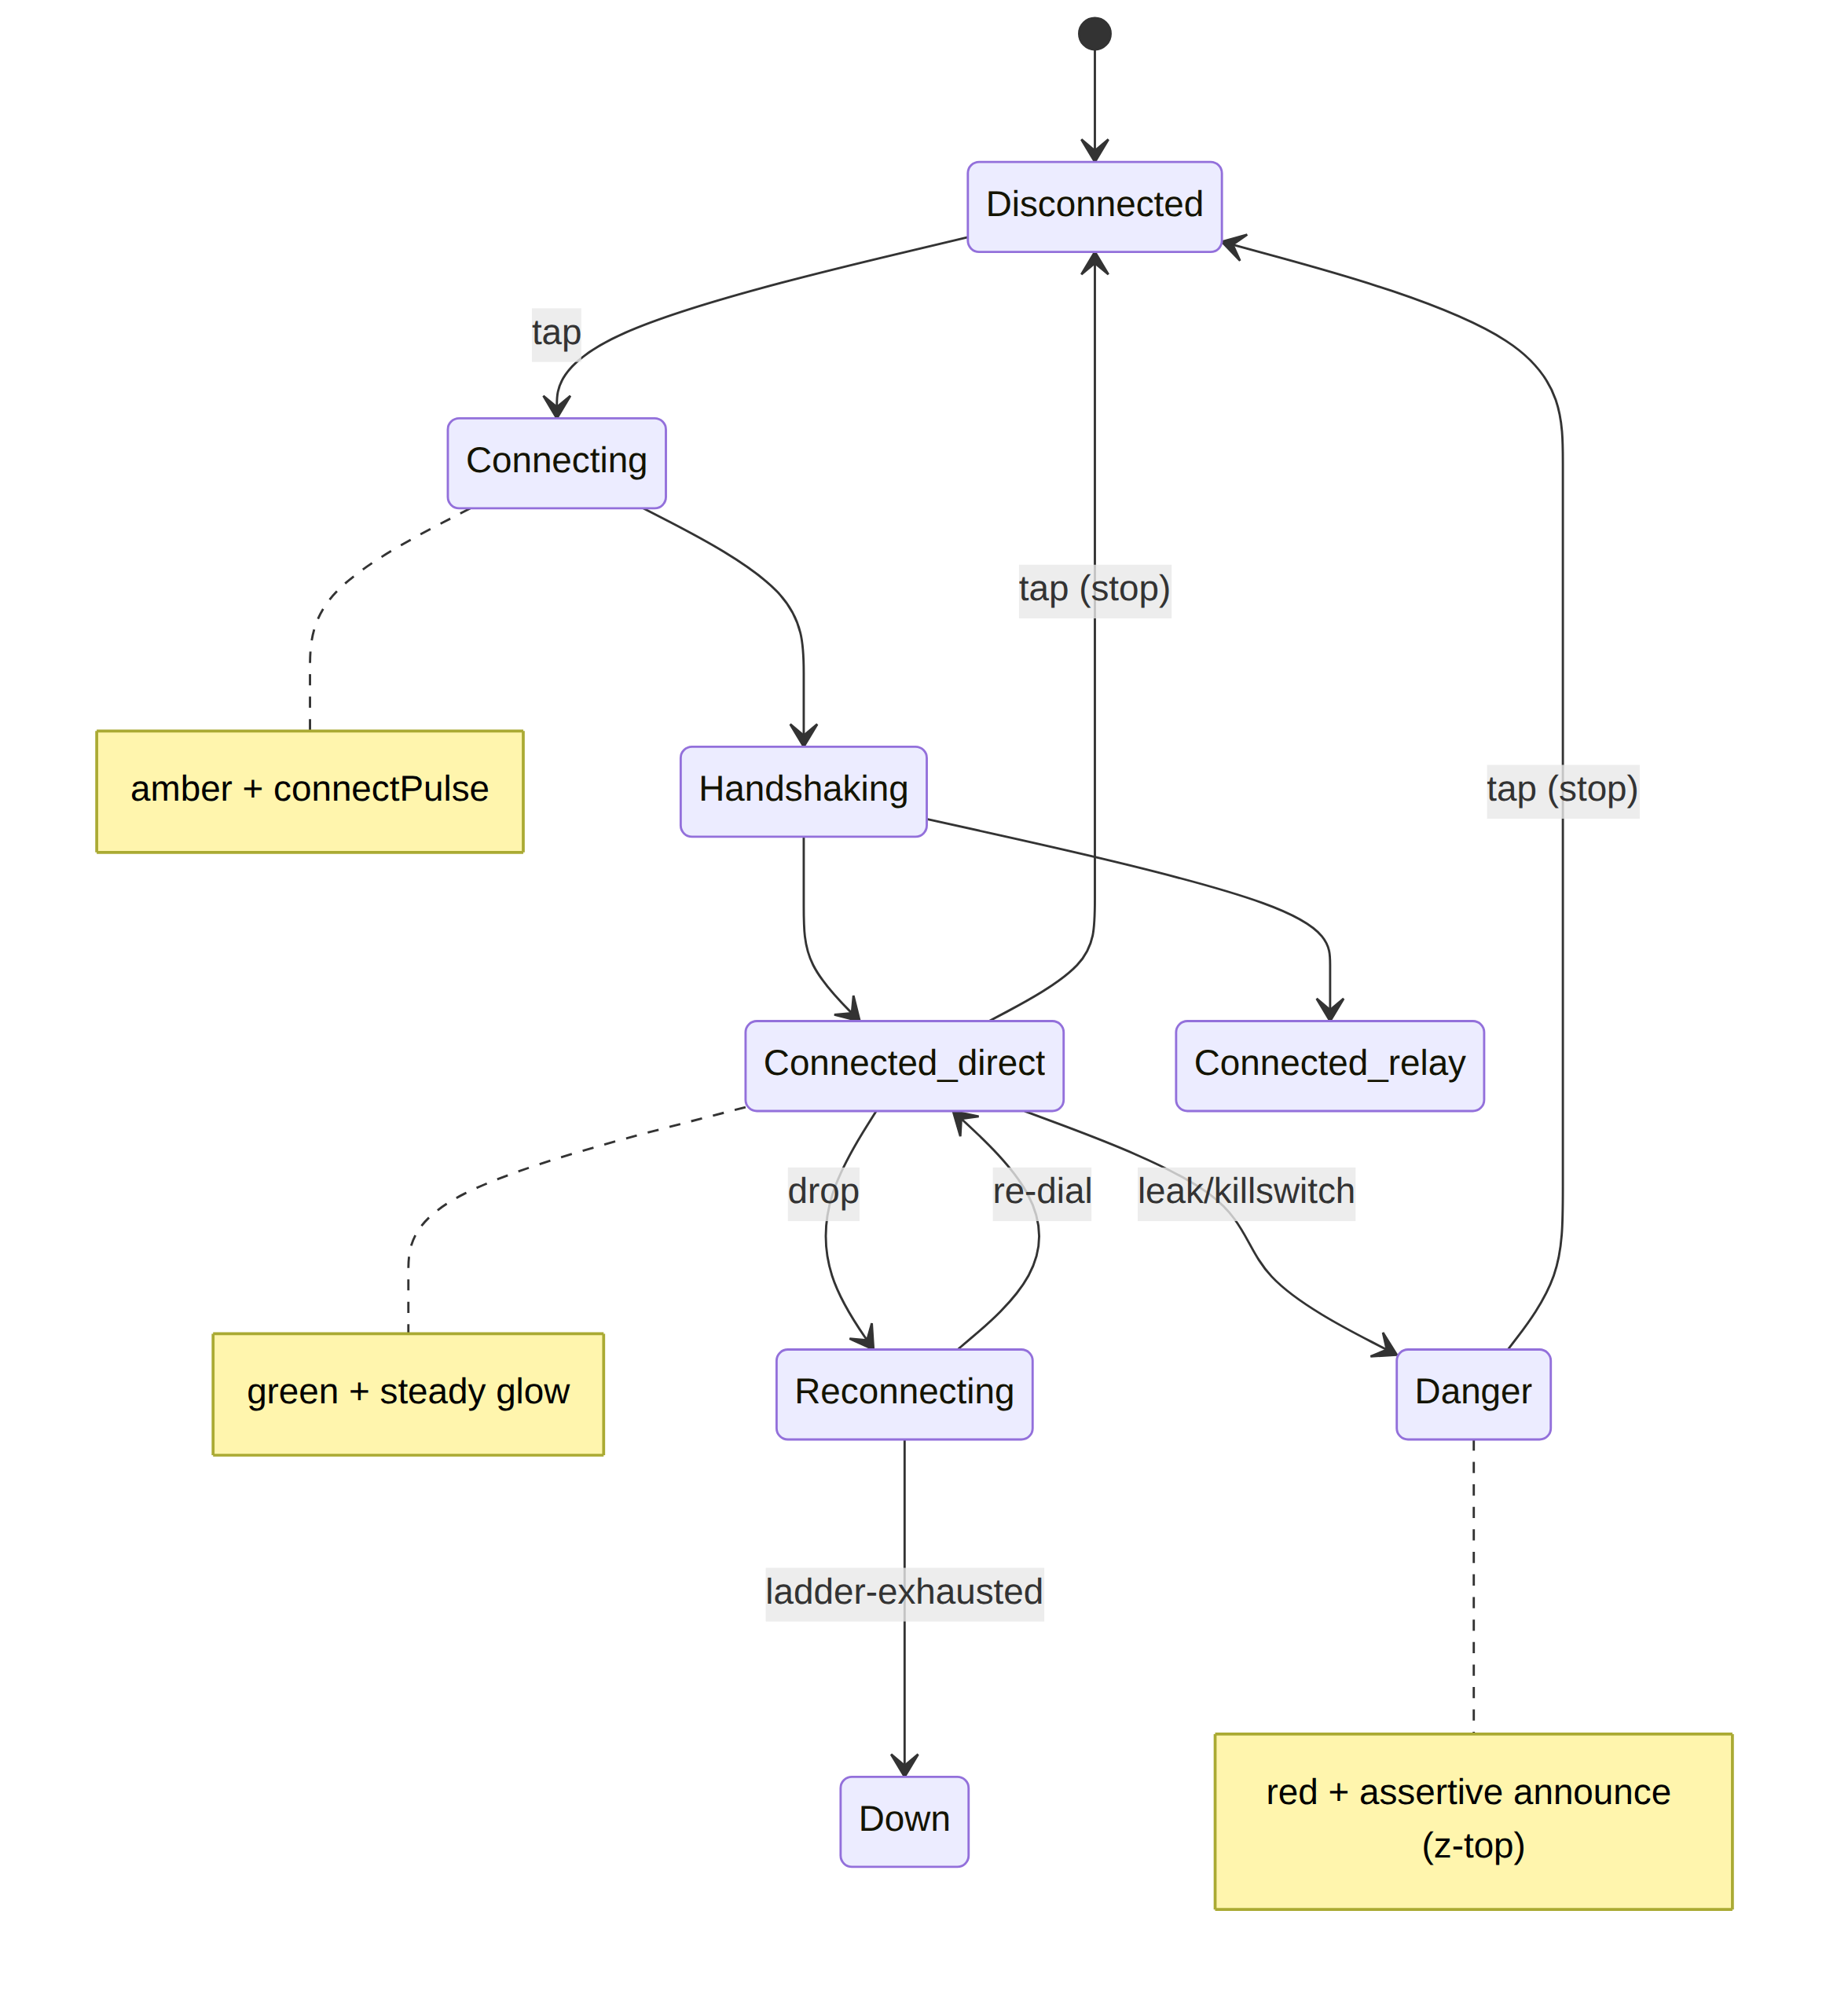 Disconnected
tap
Connecting
tap (stop)
amber + connectPulse
Handshaking
tap (stop)
Connected_direct
Connected_relay
drop
re-dial
leak/killswitch
green + steady glow
Reconnecting
Danger
ladder-exhausted
red + assertive announce
(z-top)
Down